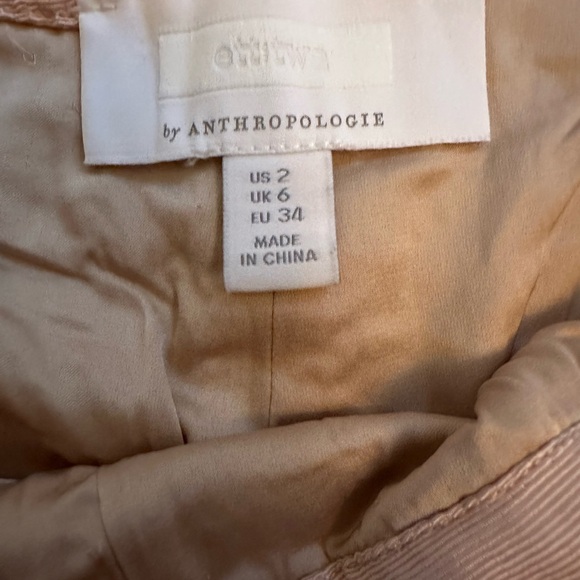 by ANTHROPOLOGIE
US 2
UK 6
EU 34
MADE
IN CHINA